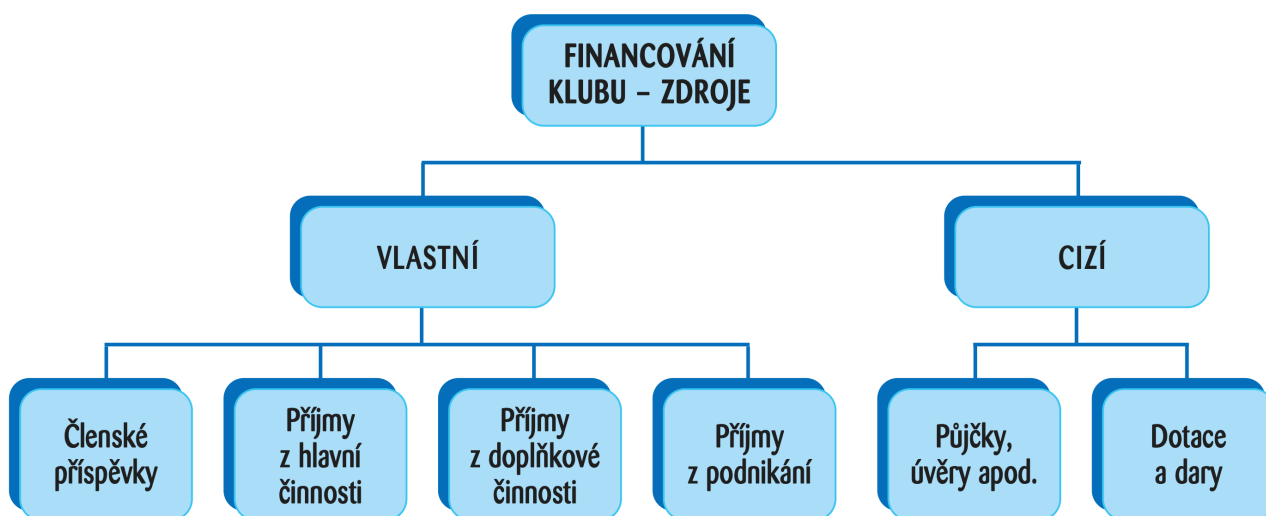 FINANCOVÁNÍ
KLUBU – ZDROJE
VLASTNÍ
CIZÍ
Členské
příspěvky
Příjmy
z hlavní
činnosti
Příjmy
z doplňkové
činnosti
Příjmy
z podnikání
Půjčky,
úvěry apod.
Dotace
a dary